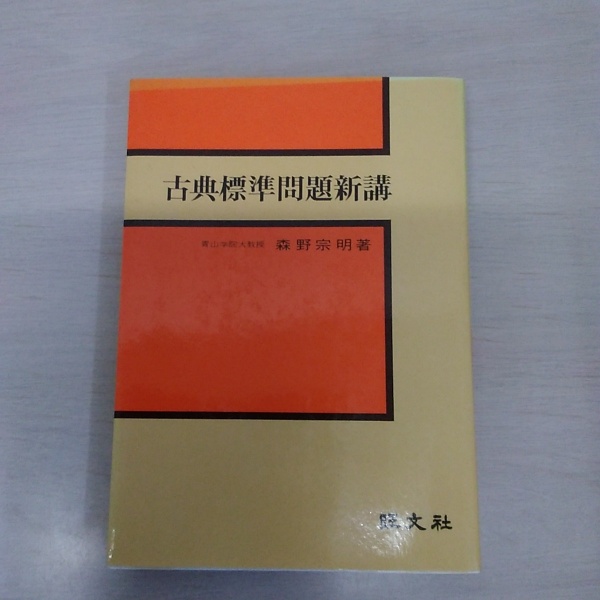 古典標準問題新講
青山学院大教授 森野宗明著
旺文社